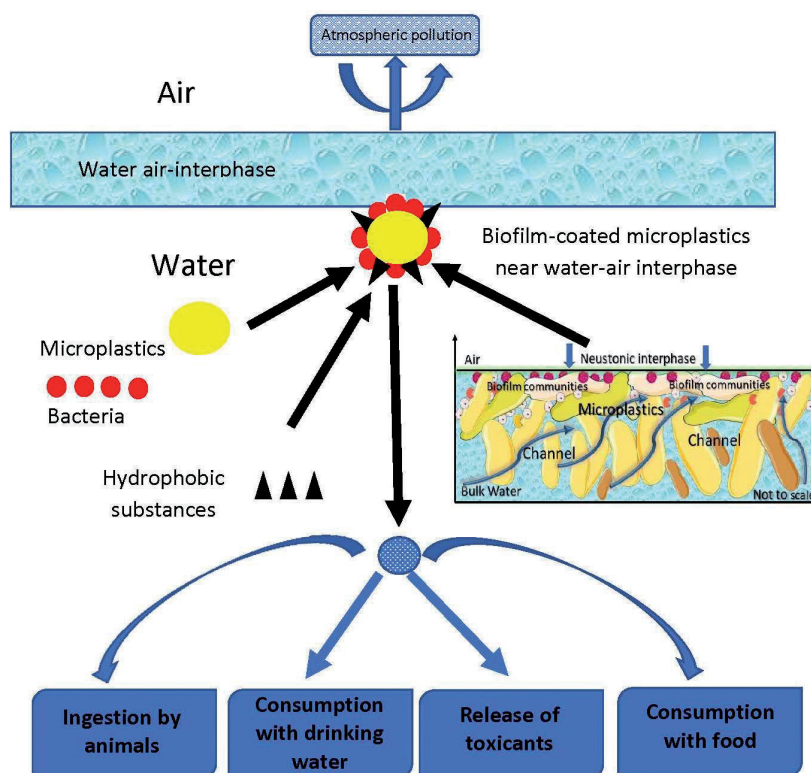 Atmospheric pollution
Air
Water air-interphase
Biofilm-coated microplastics
near water-air interphase
Water
Microplastics
Bacteria
Hydrophobic
substances
Air
Neustonic interphase
Biofilm communities
Biofilm communities
Microplastics
Channel
Channel
Bulk Water
Not to scale
Ingestion by
animals
Consumption
with drinking
water
Release of
toxicants
Consumption
with food